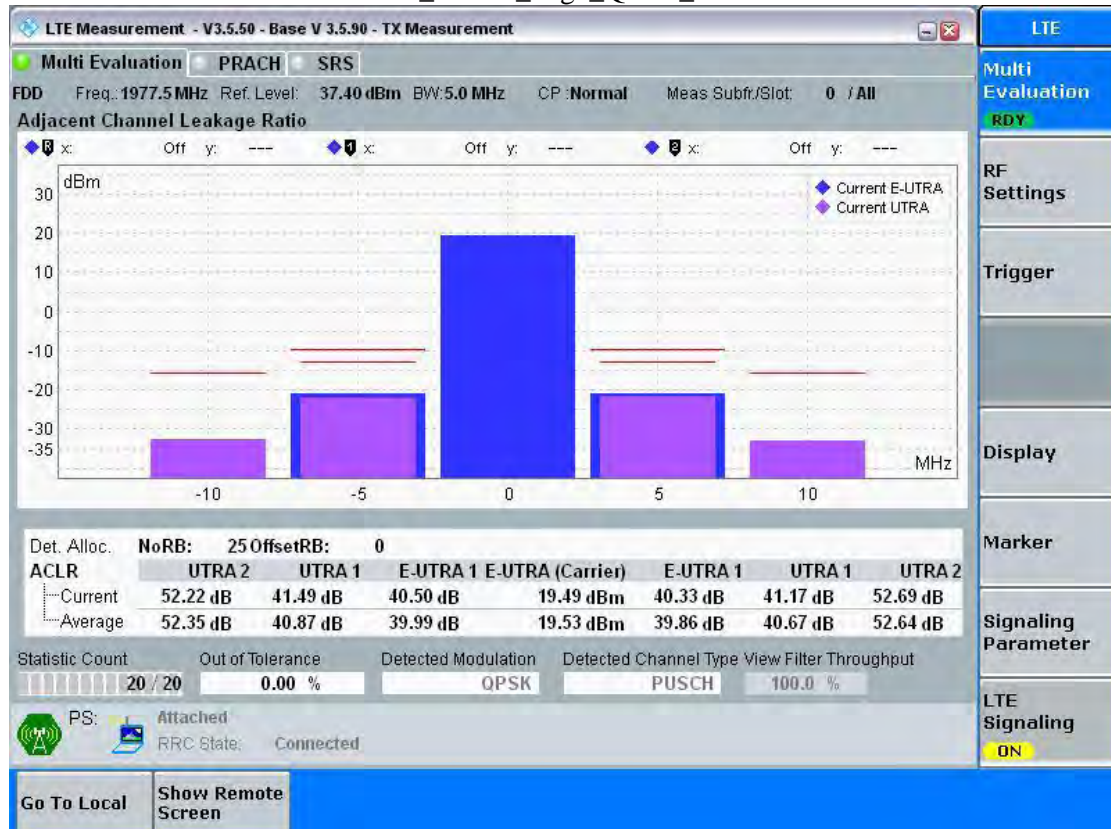 LTE Measurement - V3.5.50 - Base V 3.5.90 - TX Measurement
LTE
Multi Evaluation PRACH SRS
FDD Freq.: 1977.5 MHz Ref. Level: 37.40 dBm BW: 5.0 MHz CP :Normal Meas Subfr./Slot: 0 / All
Adjacent Channel Leakage Ratio
R x: Off y: --- 1 x: Off y: --- 2 x: Off y: ---
dBm
Current E-UTRA
Current UTRA
30
20
10
0
-10
-20
-30
-35
MHz
-10 -5 0 5 10
Det. Alloc. NoRB: 25 OffsetRB: 0
ACLR UTRA 2 UTRA 1 E-UTRA 1 E-UTRA (Carrier) E-UTRA 1 UTRA 1 UTRA 2
Current 52.22 dB 41.49 dB 40.50 dB 19.49 dBm 40.33 dB 41.17 dB 52.69 dB
Average 52.35 dB 40.87 dB 39.99 dB 19.53 dBm 39.86 dB 40.67 dB 52.64 dB
Statistic Count Out of Tolerance Detected Modulation Detected Channel Type View Filter Throughput
20 / 20 0.00 % QPSK PUSCH 100.0 %
PS: Attached
RRC State: Connected
Multi
Evaluation
RDY
RF
Settings
Trigger
Display
Marker
Signaling
Parameter
LTE
Signaling
ON
Go To Local
Show Remote
Screen